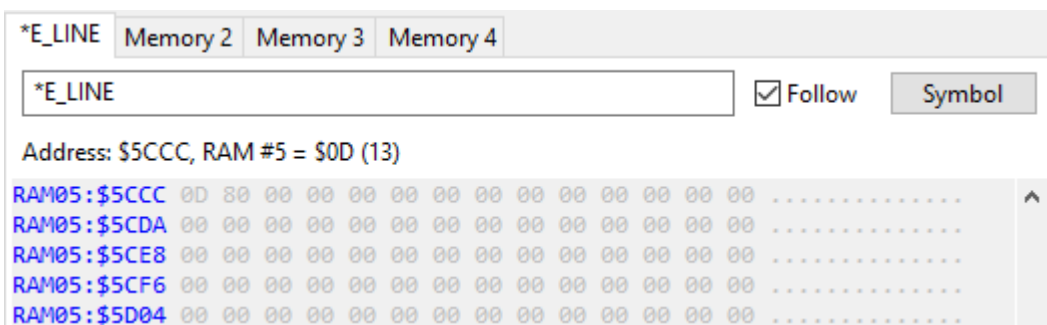 *E_LINE Memory 2 Memory 3 Memory 4
*E_LINE Follow Symbol
Address: $5CCC, RAM #5 = $0D (13)
RAM05:$5CCC 0D 80 00 00 00 00 00 00 00 00 00 00 00 00 ..............
RAM05:$5CDA 00 00 00 00 00 00 00 00 00 00 00 00 00 00 ..............
RAM05:$5CE8 00 00 00 00 00 00 00 00 00 00 00 00 00 00 ..............
RAM05:$5CF6 00 00 00 00 00 00 00 00 00 00 00 00 00 00 ..............
RAM05:$5D04 00 00 00 00 00 00 00 00 00 00 00 00 00 00 ..............